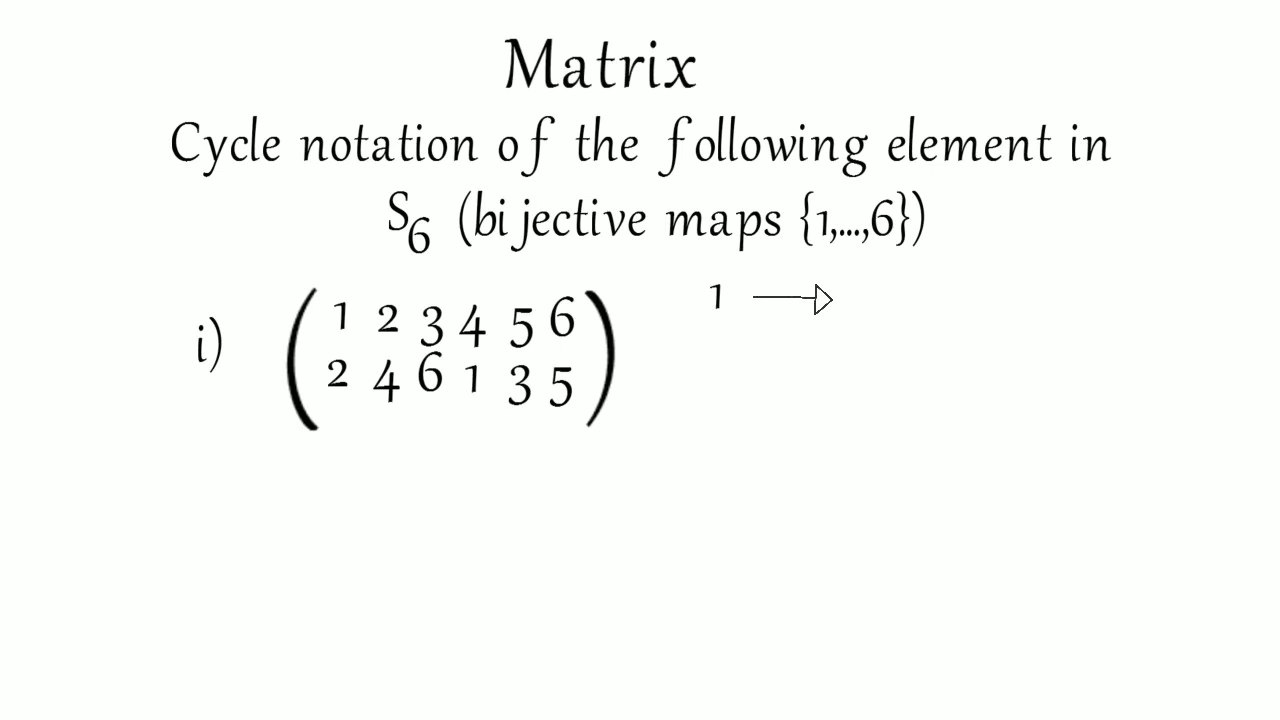 Matrix
Cycle notation of the following element in
S6 (bijective maps {1,...,6})
1
i) ( 1 2 3 4 5 6
2 4 6 1 3 5 )